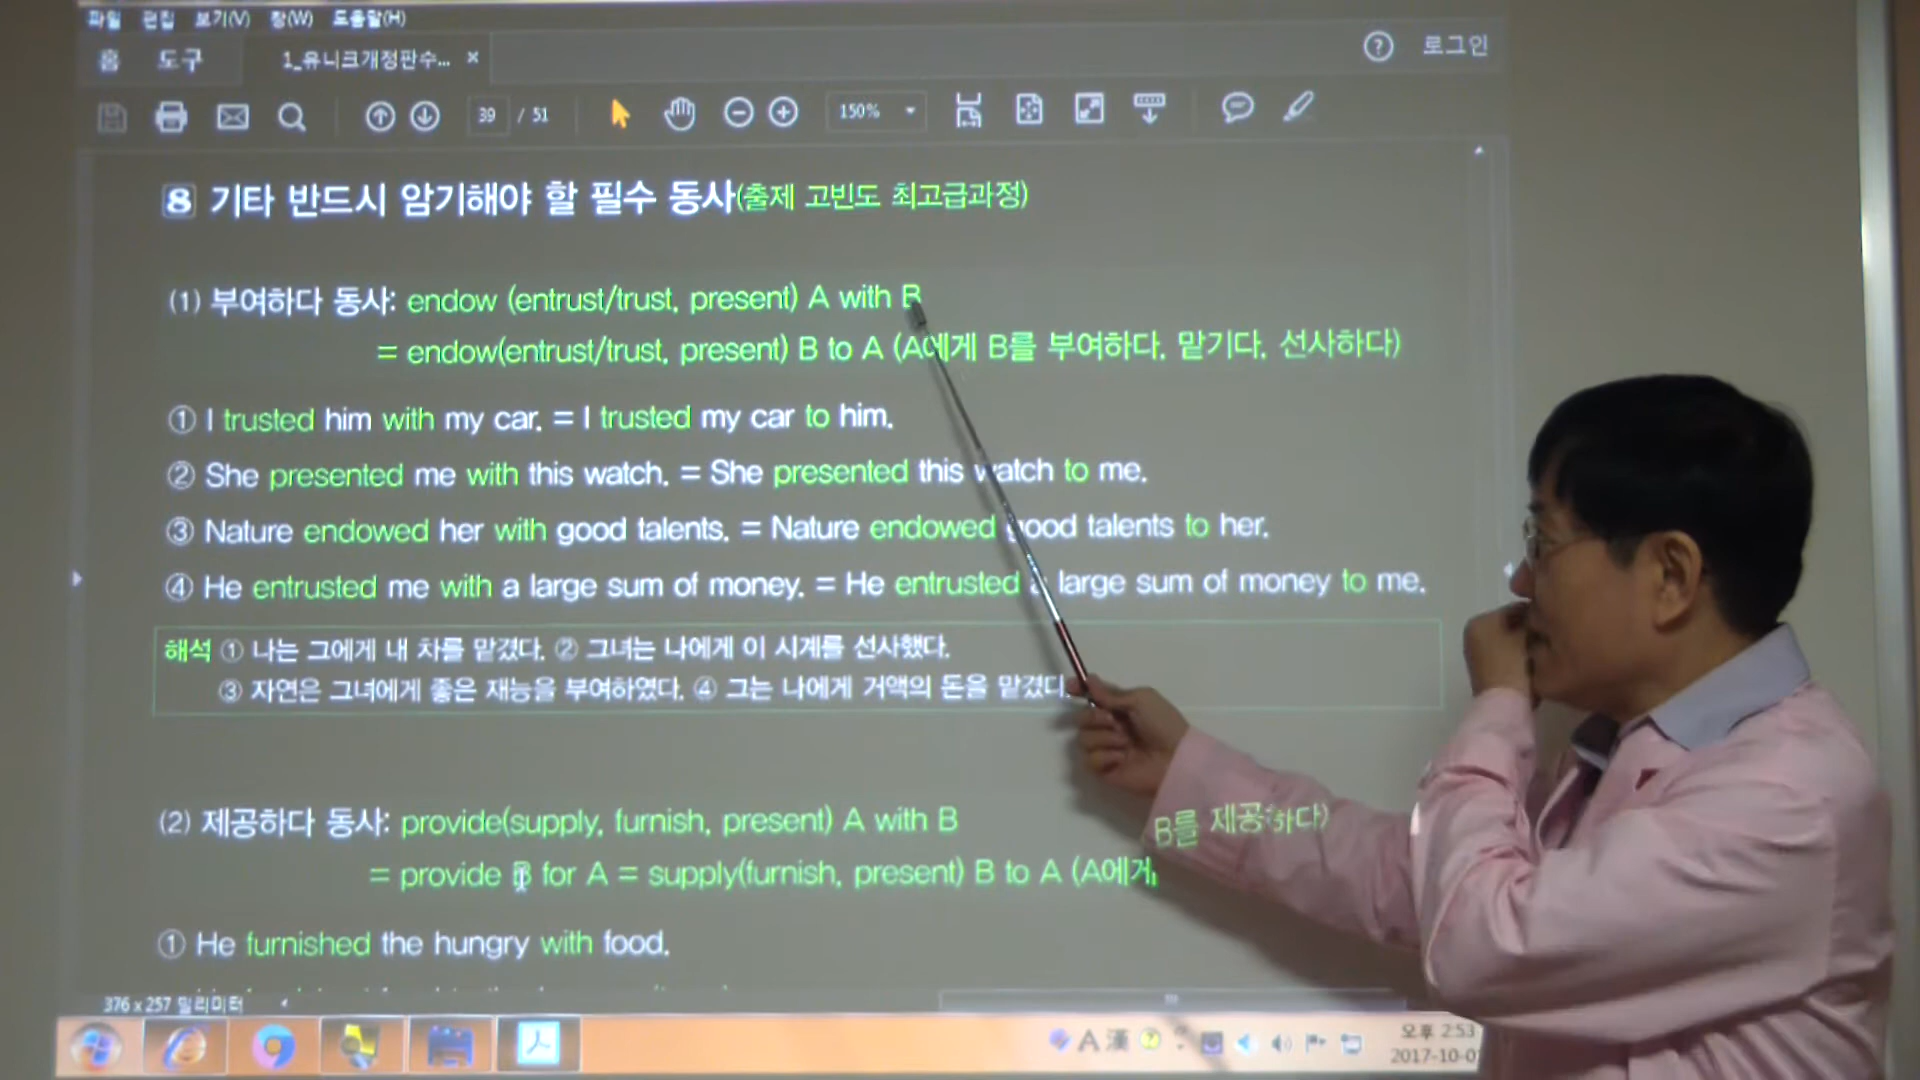 파일 편집 보기(V) 창(W) 도움말(H)
홈 도구 1_유니크개정판수... × ? 로그인
39 / 51 150%
8 기타 반드시 암기해야 할 필수 동사(출제 고빈도 최고급과정)
(1) 부여하다 동사: endow (entrust/trust, present) A with B
= endow(entrust/trust, present) B to A (A에게 B를 부여하다, 맡기다, 선사하다)
① I trusted him with my car. = I trusted my car to him.
② She presented me with this watch. = She presented this watch to me.
③ Nature endowed her with good talents. = Nature endowed good talents to her.
④ He entrusted me with a large sum of money. = He entrusted a large sum of money to me.
해석 ① 나는 그에게 내 차를 맡겼다. ② 그녀는 나에게 이 시계를 선사했다.
③ 자연은 그녀에게 좋은 재능을 부여하였다. ④ 그는 나에게 거액의 돈을 맡겼다.
(2) 제공하다 동사: provide(supply, furnish, present) A with B
= provide B for A = supply(furnish, present) B to A (A에게 B를 제공하다)
① He furnished the hungry with food.
376 x 257 밀리미터
A 漢 ? 오후 2:53
2017-10-0